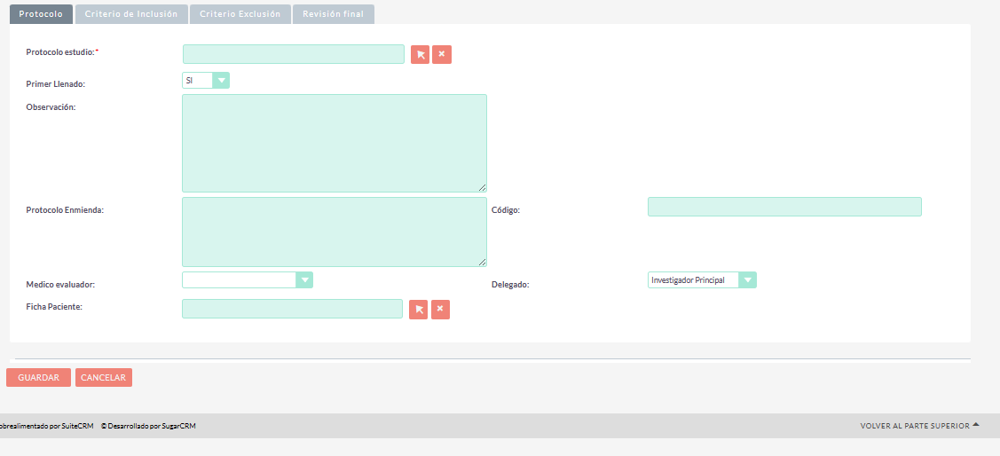 Protocolo Criterio de Inclusión Criterio Exclusión Revisión final
Protocolo estudio:*
Primer Llenado: SI
Observación:
Protocolo Enmienda: Código:
Medico evaluador: Delegado: Investigador Principal
Ficha Paciente:
GUARDAR CANCELAR
obrealimentado por SuiteCRM © Desarrollado por SugarCRM VOLVER AL PARTE SUPERIOR